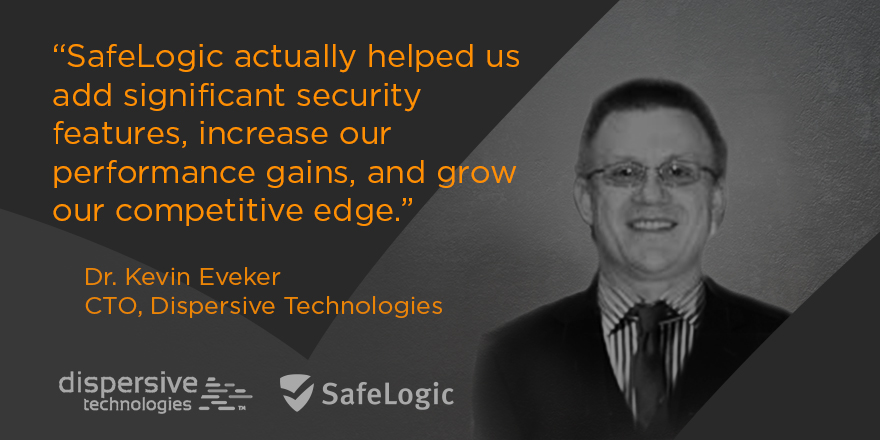 “SafeLogic actually helped us
add significant security
features, increase our
performance gains, and grow
our competitive edge.”
Dr. Kevin Eveker
CTO, Dispersive Technologies
dispersive
technologies TM
SafeLogic